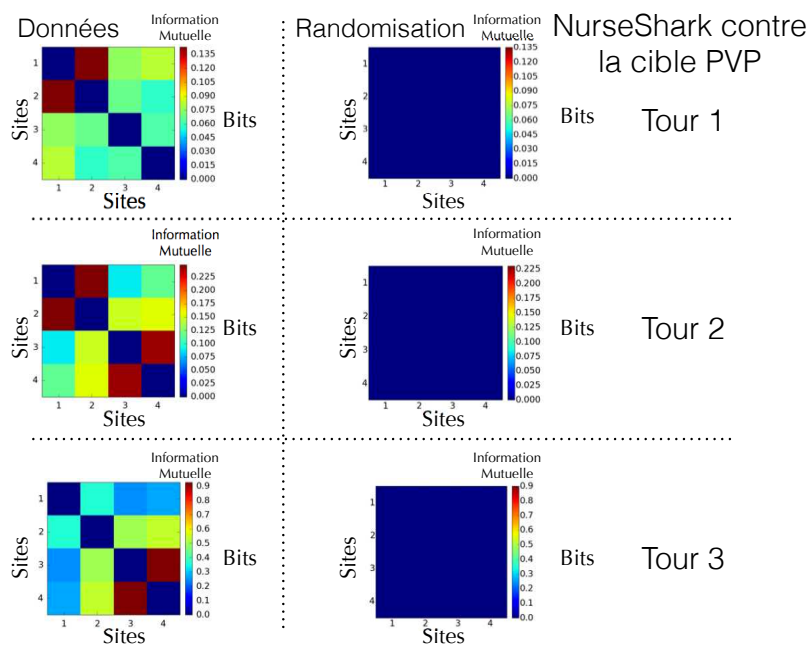 Données
Information
Mutuelle
Randomisation
Information
Mutuelle
NurseShark contre
la cible PVP
1
2
3
4
Sites
1 2 3 4
Sites
0.135
0.120
0.105
0.090
0.075
0.060
0.045
0.030
0.015
0.000
Bits
1
2
3
4
Sites
1 2 3 4
Sites
0.135
0.120
0.105
0.090
0.075
0.060
0.045
0.030
0.015
0.000
Bits
Tour 1
Information
Mutuelle
1
2
3
4
Sites
1 2 3 4
Sites
0.225
0.200
0.175
0.150
0.125
0.100
0.075
0.050
0.025
0.000
Bits
Information
Mutuelle
1
2
3
4
Sites
1 2 3 4
Sites
0.225
0.200
0.175
0.150
0.125
0.100
0.075
0.050
0.025
0.000
Bits
Tour 2
Information
Mutuelle
1
2
3
4
Sites
1 2 3 4
Sites
0.9
0.8
0.7
0.6
0.5
0.4
0.3
0.2
0.1
0.0
Bits
Information
Mutuelle
1
2
3
4
Sites
1 2 3 4
Sites
0.9
0.8
0.7
0.6
0.5
0.4
0.3
0.2
0.1
0.0
Bits
Tour 3